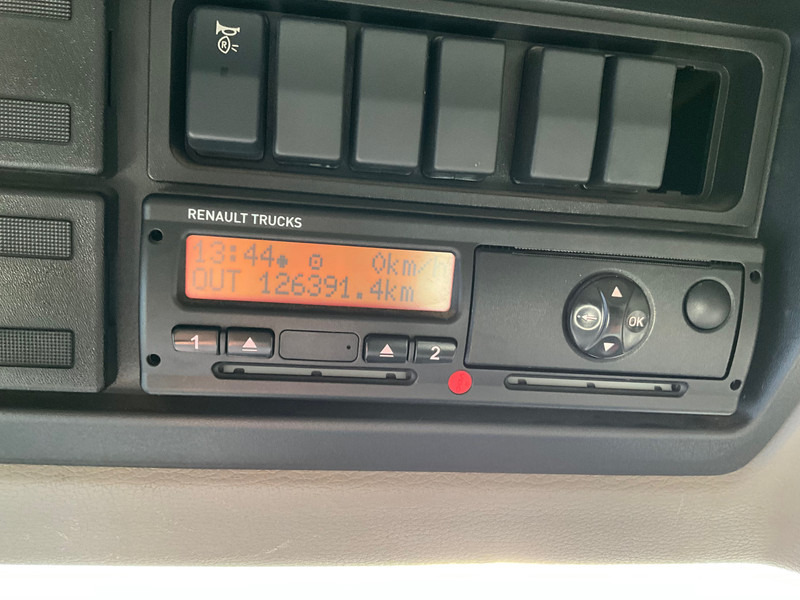 R
RENAULT TRUCKS
13:44 0km/h
OUT 126391.4km
1 2
OK